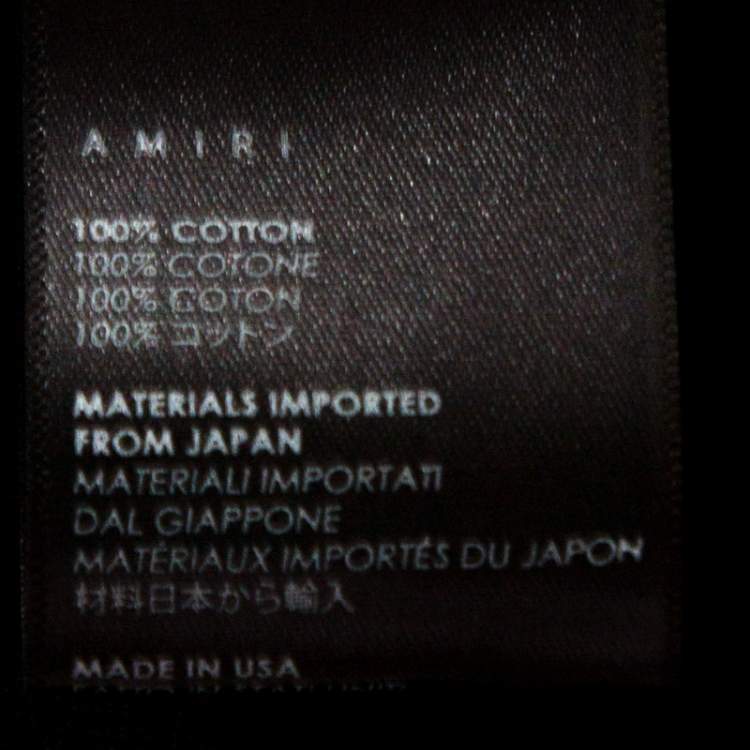 AMIRI
100% COTTON
100% COTONE
100% COTON
100% コットン
MATERIALS IMPORTED
FROM JAPAN
MATERIALI IMPORTATI
DAL GIAPPONE
MATÉRIAUX IMPORTÉS DU JAPON
材料日本から輸入
MADE IN USA